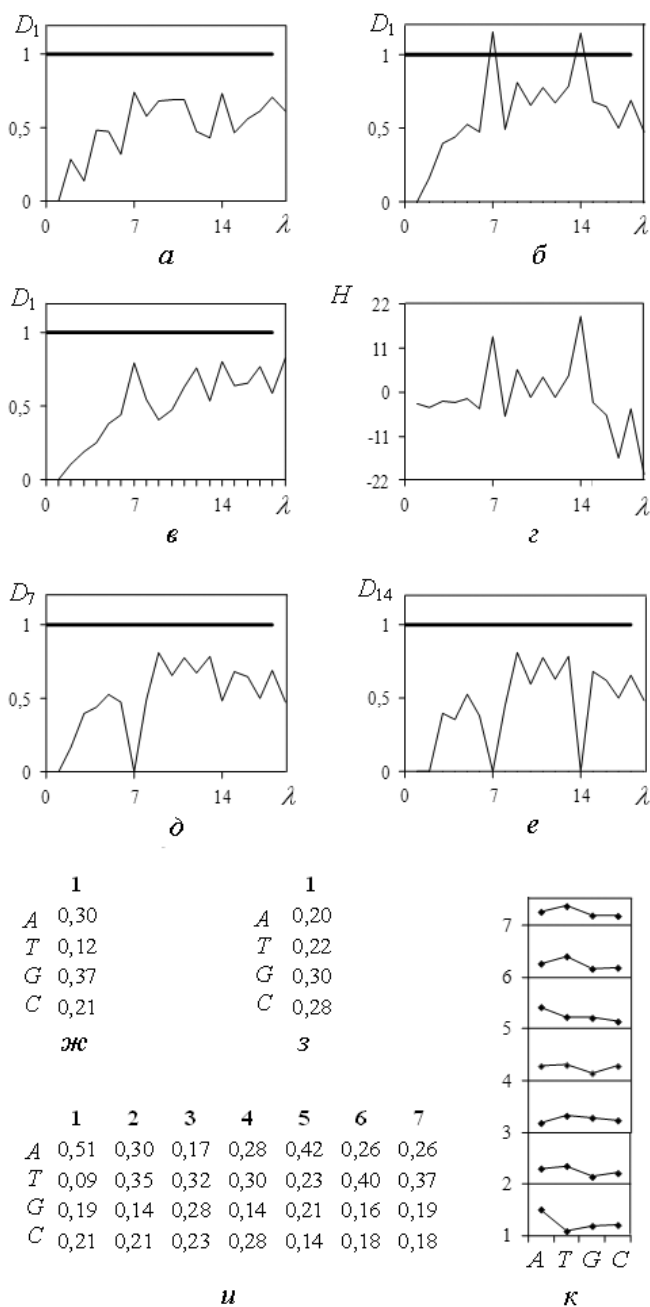 D1 D1
1 1
0,5 0,5
0 0
0 7 14 λ 0 7 14 λ
а б
D1 H
1 22
0,5 11
0 0
-11
-22
0 7 14 λ 0 7 14 λ
в г
D7 D14
1 1
0,5 0,5
0 0
0 7 14 λ 0 7 14 λ
д е
1
A 0,30
T 0,12
G 0,37
C 0,21
ж
1
A 0,20
T 0,22
G 0,30
C 0,28
з
1 2 3 4 5 6 7
A 0,51 0,30 0,17 0,28 0,42 0,26 0,26
T 0,09 0,35 0,32 0,30 0,23 0,40 0,37
G 0,19 0,14 0,28 0,14 0,21 0,16 0,19
C 0,21 0,21 0,23 0,28 0,14 0,18 0,18
и
7
6
5
4
3
2
1
A T G C
к